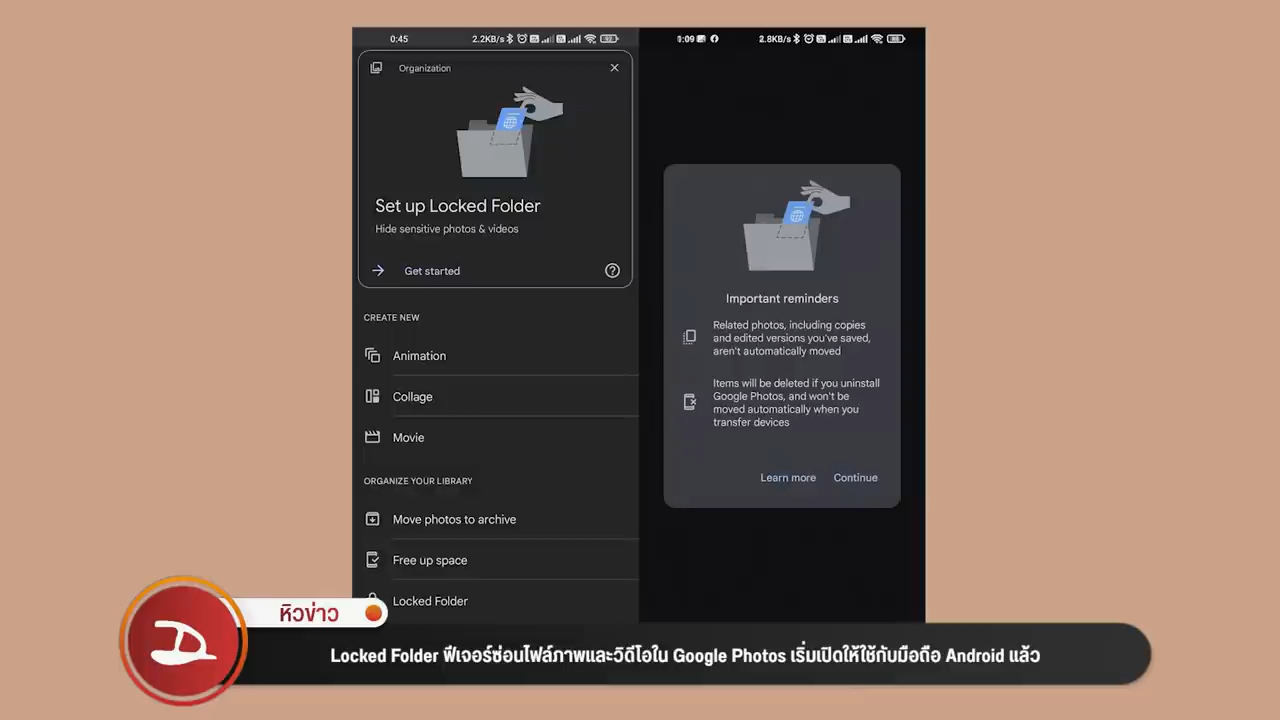 0:45
2.2KB/s
92
Organization
Set up Locked Folder
Hide sensitive photos & videos
Get started
CREATE NEW
Animation
Collage
Movie
ORGANIZE YOUR LIBRARY
Move photos to archive
Free up space
Locked Folder
1:09
2.8KB/s
Important reminders
Related photos, including copies
and edited versions you've saved,
aren't automatically moved
Items will be deleted if you uninstall
Google Photos, and won't be
moved automatically when you
transfer devices
Learn more
Continue
หิวข่าว
Locked Folder ฟีเจอร์ซ่อนไฟล์ภาพและวิดีโอใน Google Photos เริ่มเปิดให้ใช้กับมือถือ Android แล้ว